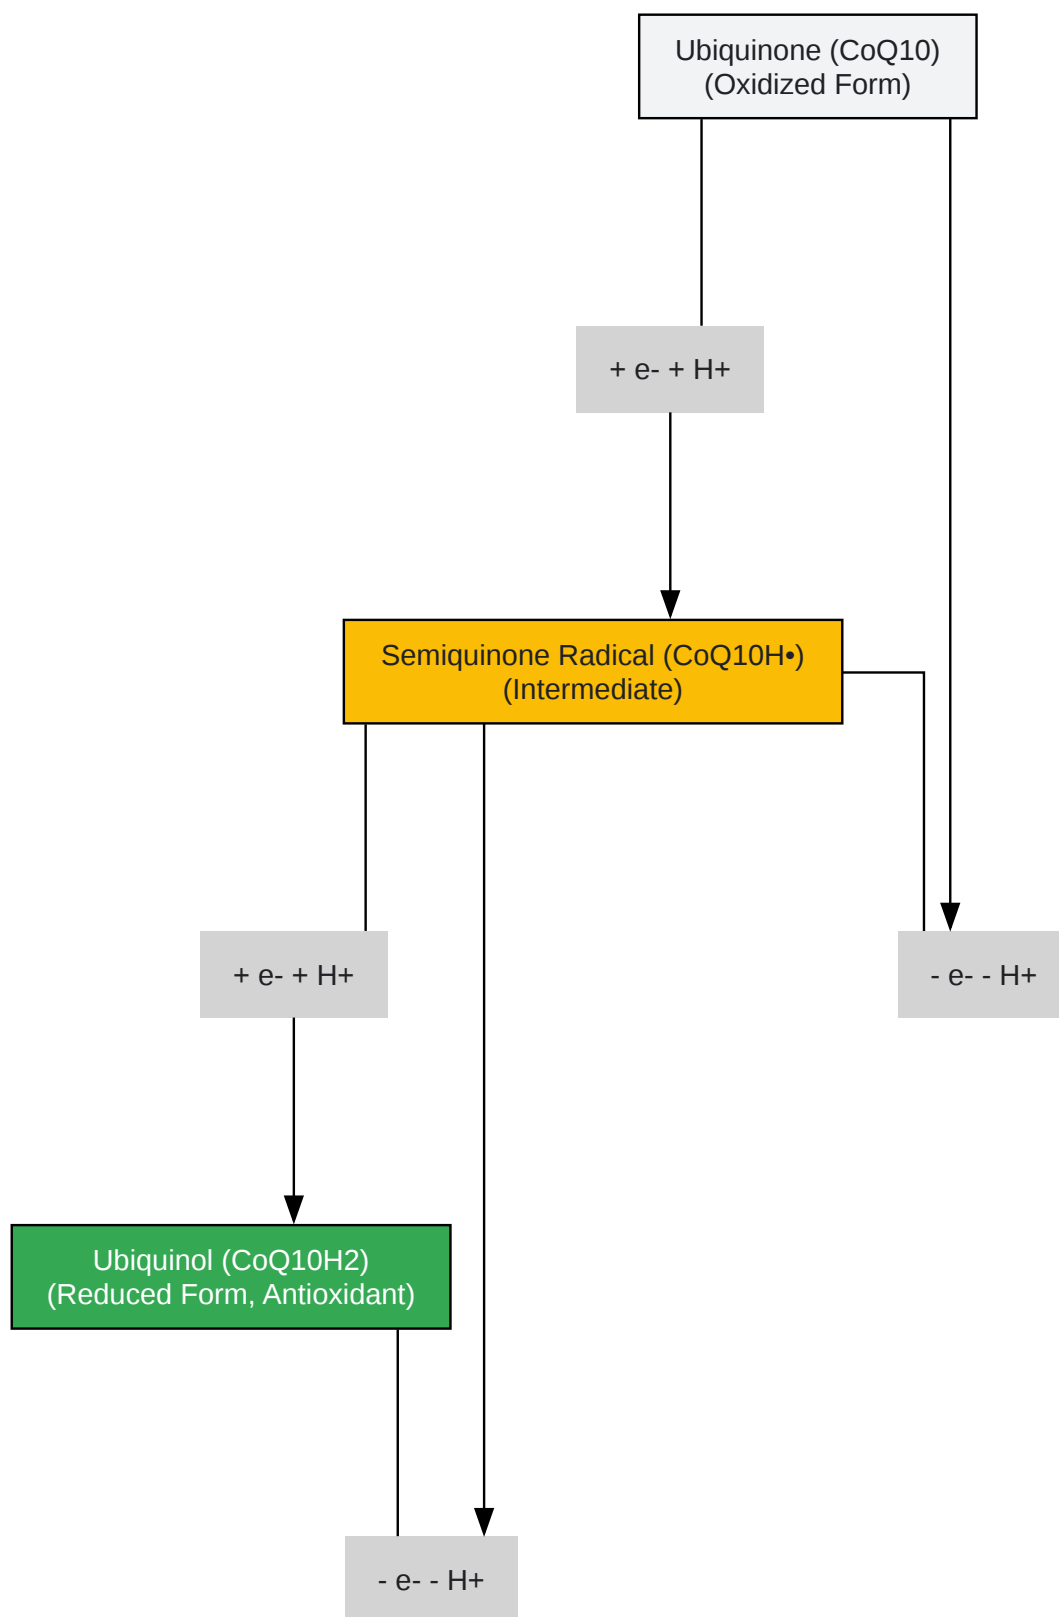 Ubiquinone (CoQ10)
(Oxidized Form)
+ e- + H+
Semiquinone Radical (CoQ10H•)
(Intermediate)
+ e- + H+
- e- - H+
Ubiquinol (CoQ10H2)
(Reduced Form, Antioxidant)
- e- - H+